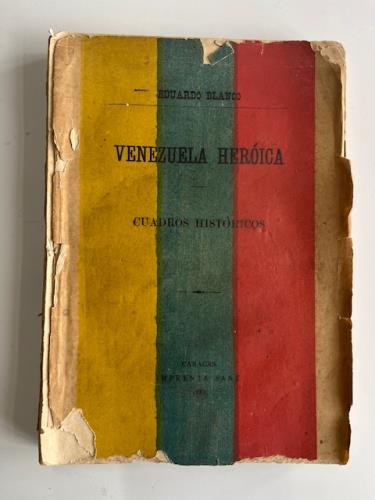 EDUARDO BLANCO
VENEZUELA HERÓICA
CUADROS HISTÓRICOS
CARACAS
IMPRENTA SANZ